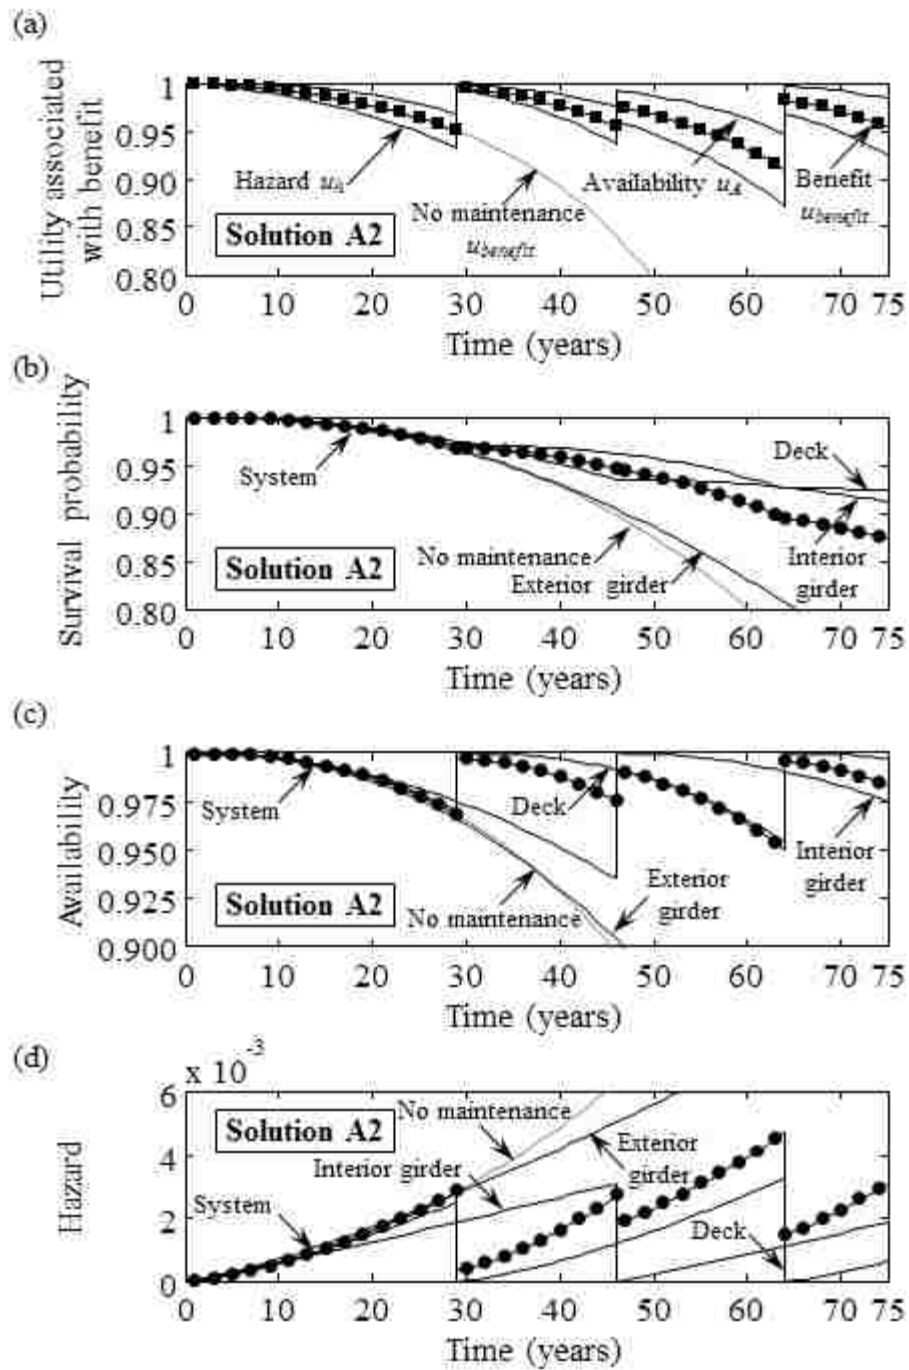 (a)
Utility associated
with benefit
1
0.95
0.90
0.85
0.80
Hazard u_h
No maintenance
u_benefit
Availability u_A
Benefit
u_benefit
Solution A2
0 10 20 30 40 50 60 70 75
Time (years)
(b)
Survival probability
1
0.95
0.90
0.85
0.80
System
Deck
No maintenance
Exterior girder
Interior
girder
Solution A2
0 10 20 30 40 50 60 70 75
Time (years)
(c)
Availability
1
0.975
0.950
0.925
0.900
System
Deck
Interior
girder
Exterior
girder
No maintenance
Solution A2
0 10 20 30 40 50 60 70 75
Time (years)
(d)
x 10^-3
Hazard
6
4
2
0
Solution A2
No maintenance
Interior girder
Exterior
girder
System
Deck
0 10 20 30 40 50 60 70 75
Time (years)